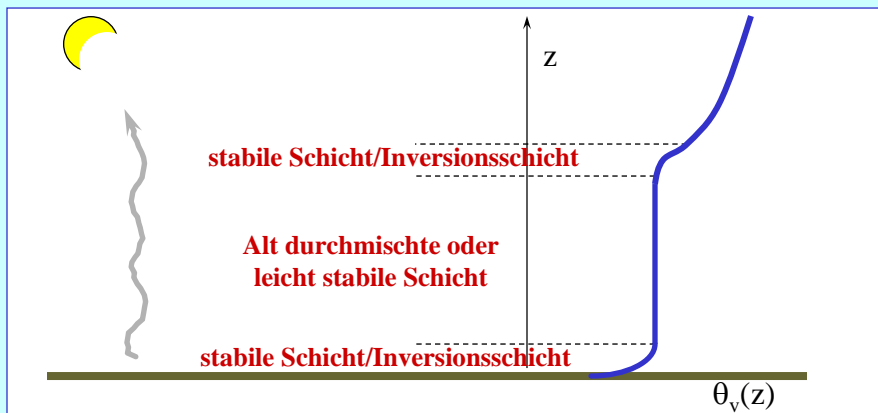 z
stabile Schicht/Inversionsschicht
Alt durchmischte oder
leicht stabile Schicht
stabile Schicht/Inversionsschicht
θv(z)